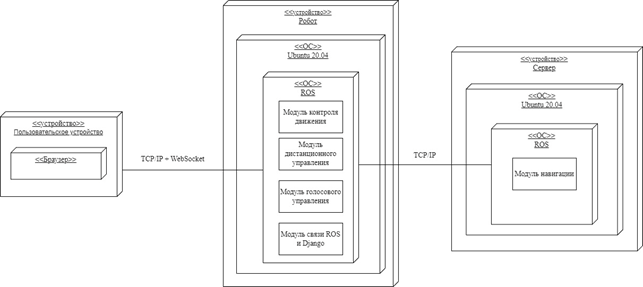 <<устройство>>
Пользовательское устройство
<<Браузер>>
TCP/IP + WebSocket
<<устройство>>
Робот
<<ОС>>
Ubuntu 20.04
<<ОС>>
ROS
Модуль контроля
движения
Модуль
дистанционного
управления
Модуль голосового
управления
Модуль связи ROS
и Django
TCP/IP
<<устройство>>
Сервер
<<ОС>>
Ubuntu 20.04
<<ОС>>
ROS
Модуль навигации